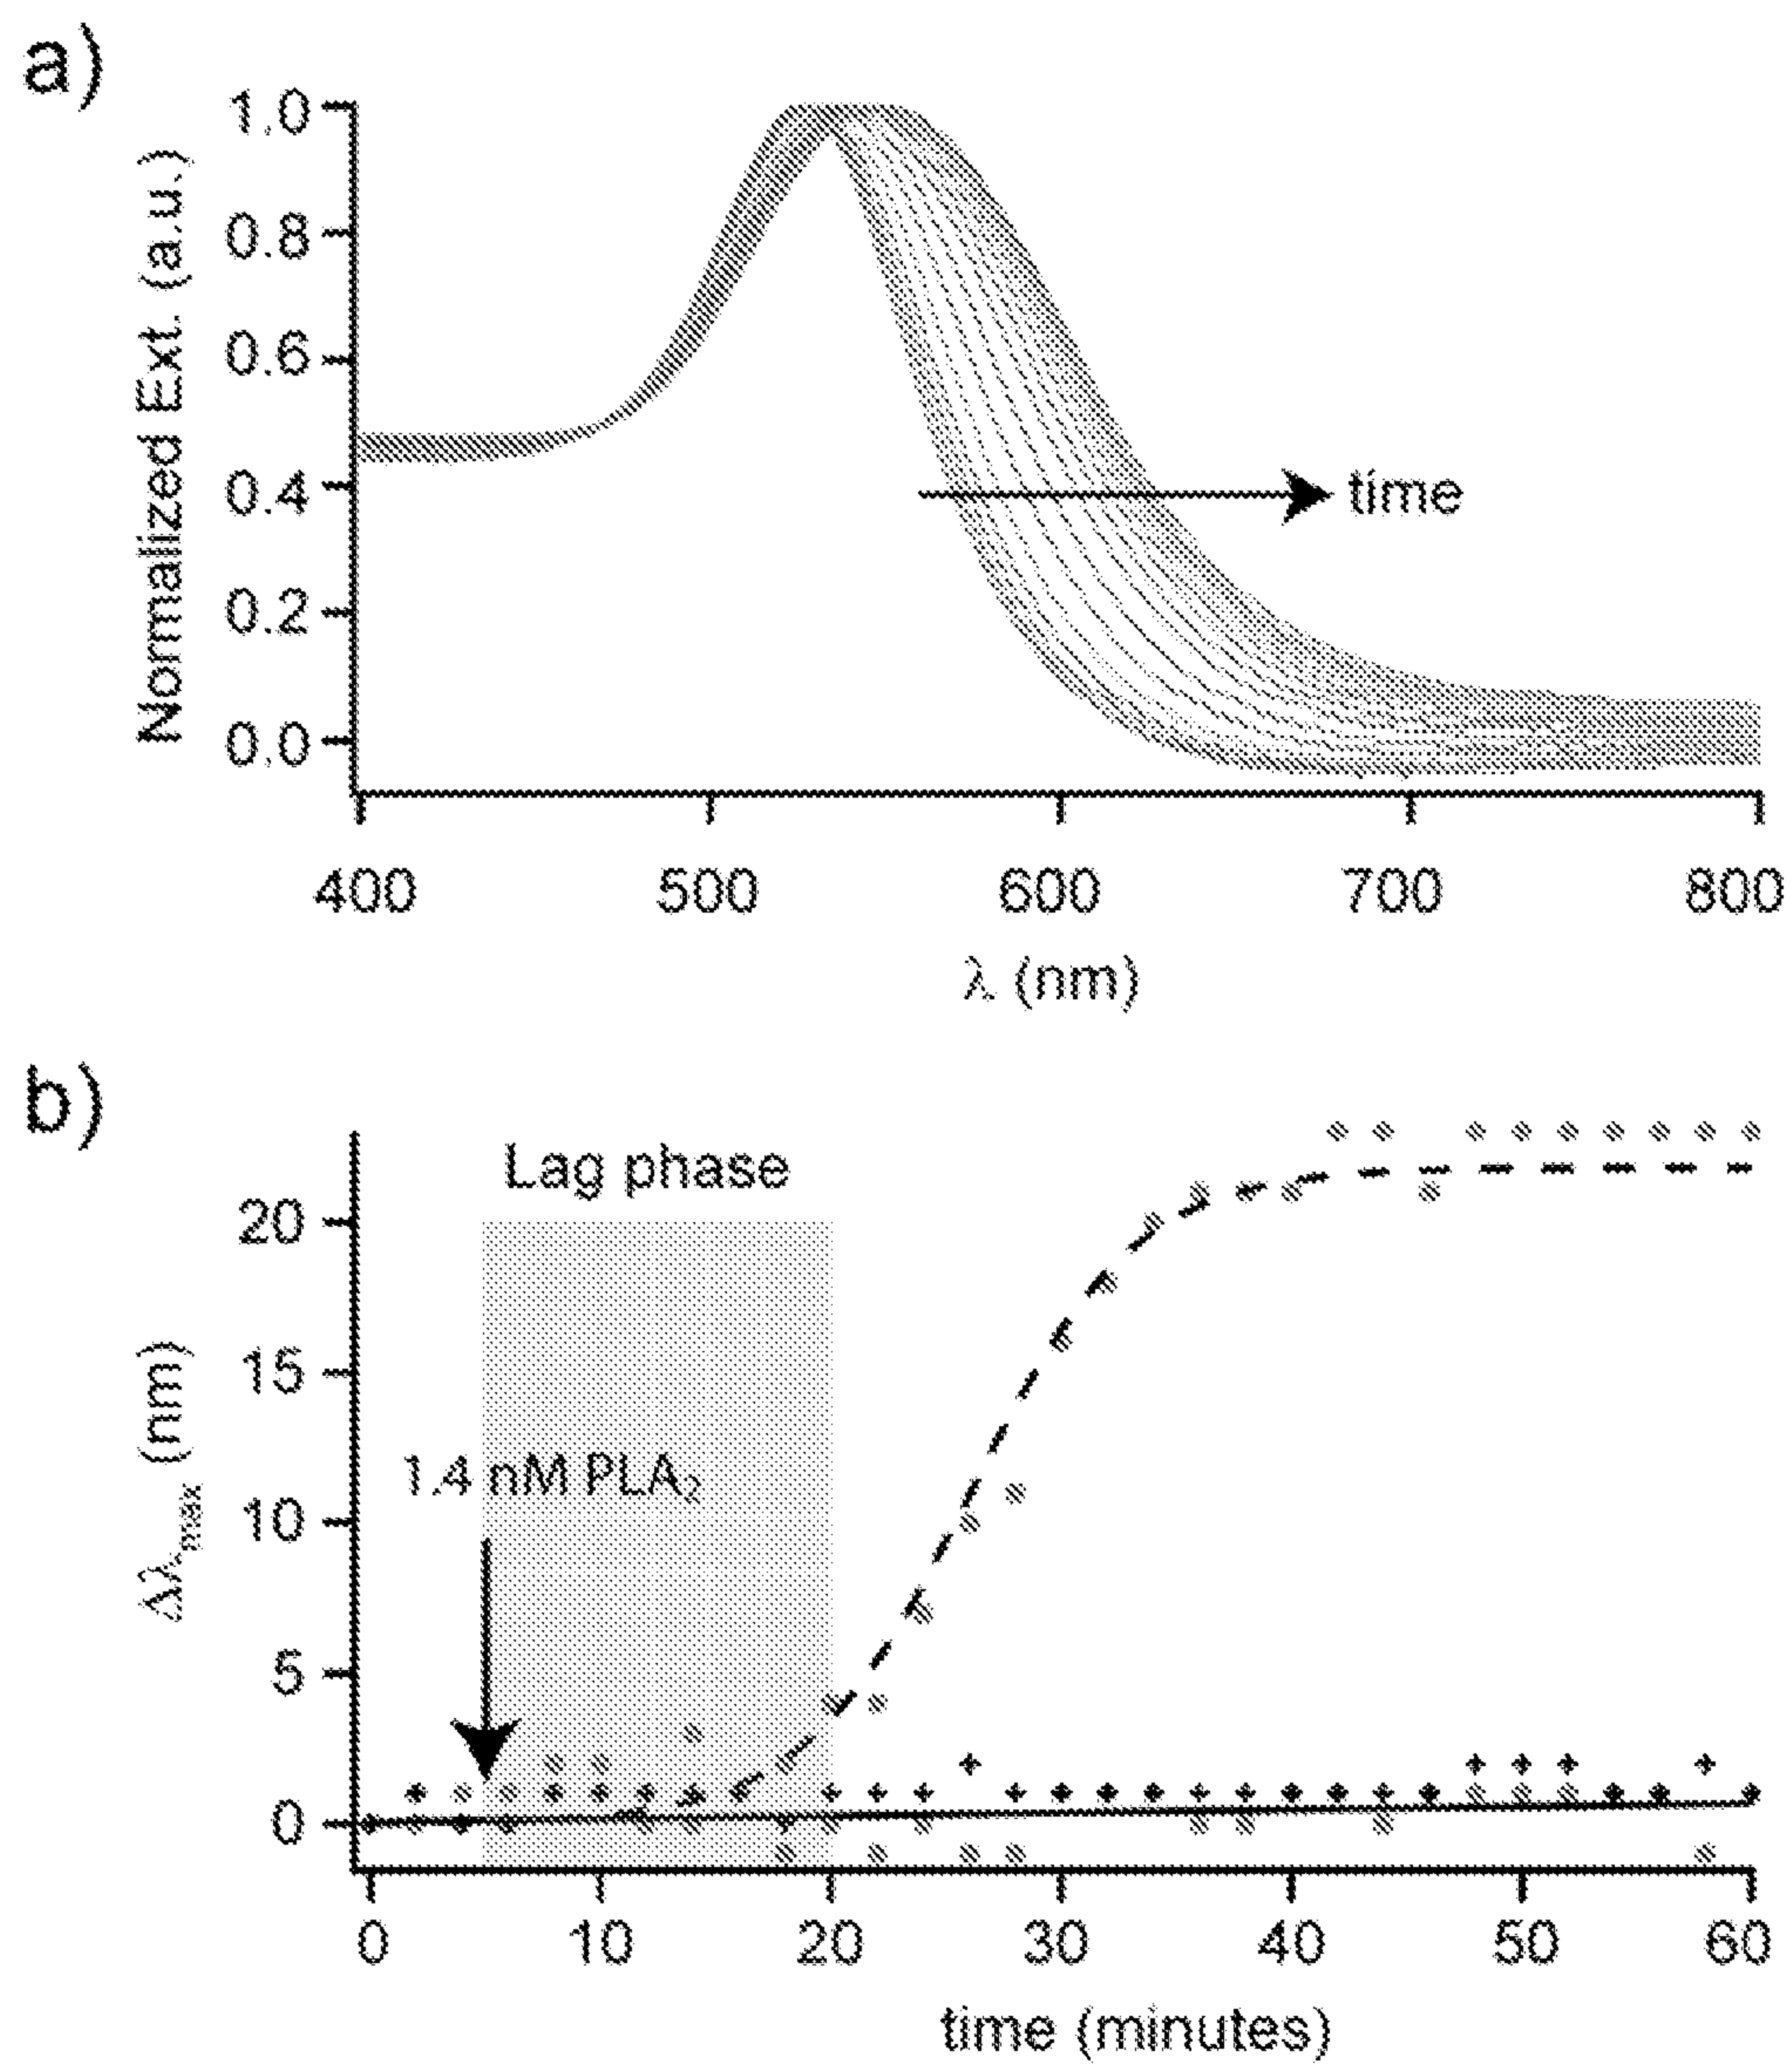 a)
Normalized Ext. (a.u.)
1.0
0.8
0.6
0.4
0.2
0.0
time
400 500 600 700 800
λ (nm)
b)
Lag phase
1.4 nM PLA₂
Δλmax (nm)
20
15
10
5
0
0 10 20 30 40 50 60
time (minutes)